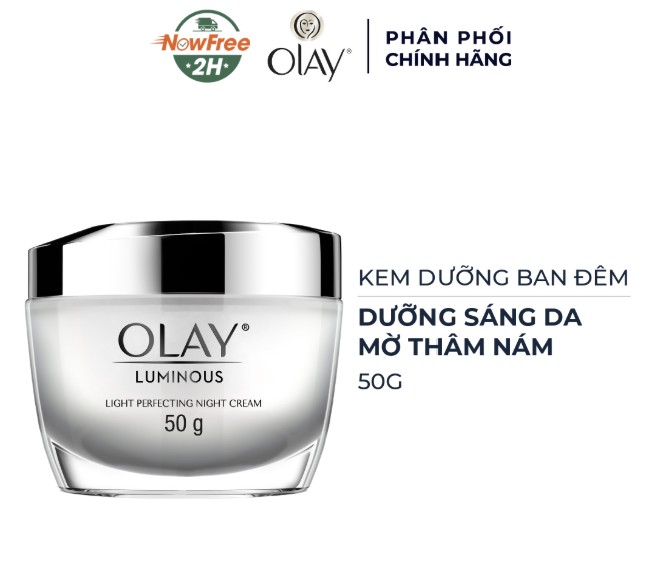 NowFree
2H
OLAY®
PHÂN PHỐI
CHÍNH HÃNG
KEM DƯỠNG BAN ĐÊM
DƯỠNG SÁNG DA
MỜ THÂM NÁM
50G
OLAY®
LUMINOUS
LIGHT PERFECTING NIGHT CREAM
50 g